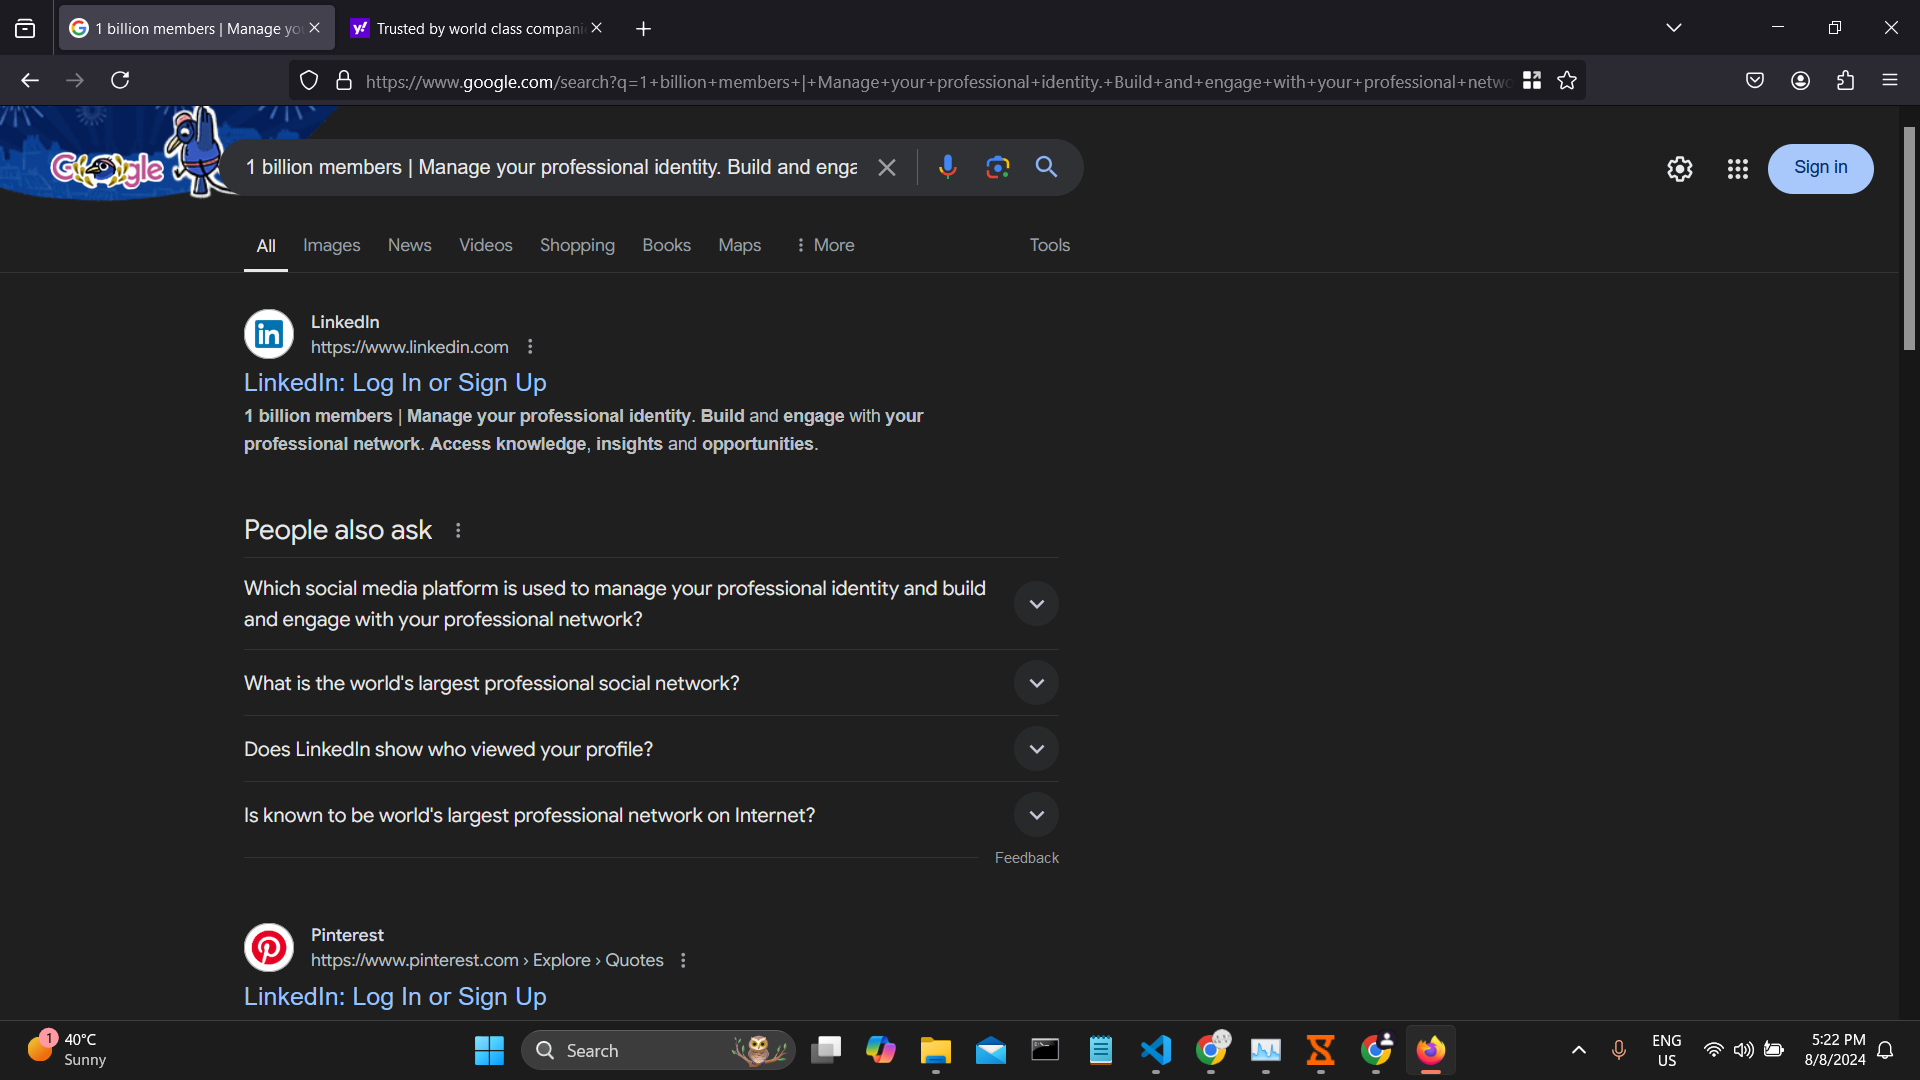 1 billion members | Manage yo
Trusted by world class compani
https://www.google.com/search?q=1+billion+members+|+Manage+your+professional+identity.+Build+and+engage+with+your+professional+netwo
Google
1 billion members | Manage your professional identity. Build and enga
Sign in
All
Images
News
Videos
Shopping
Books
Maps
More
Tools
LinkedIn
https://www.linkedin.com
LinkedIn: Log In or Sign Up
1 billion members | Manage your professional identity. Build and engage with your
professional network. Access knowledge, insights and opportunities.
People also ask
Which social media platform is used to manage your professional identity and build
and engage with your professional network?
What is the world's largest professional social network?
Does LinkedIn show who viewed your profile?
Is known to be world's largest professional network on Internet?
Feedback
Pinterest
https://www.pinterest.com › Explore › Quotes
LinkedIn: Log In or Sign Up
1
40°C
Sunny
Search
ENG
US
5:22 PM
8/8/2024